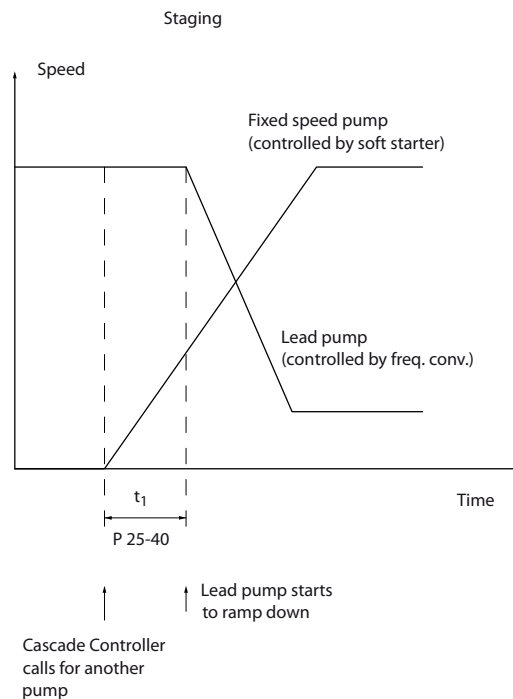 Staging
Speed
Fixed speed pump
(controlled by soft starter)
Lead pump
(controlled by freq. conv.)
t1
Time
P 25-40
Lead pump starts
to ramp down
Cascade Controller
calls for another
pump